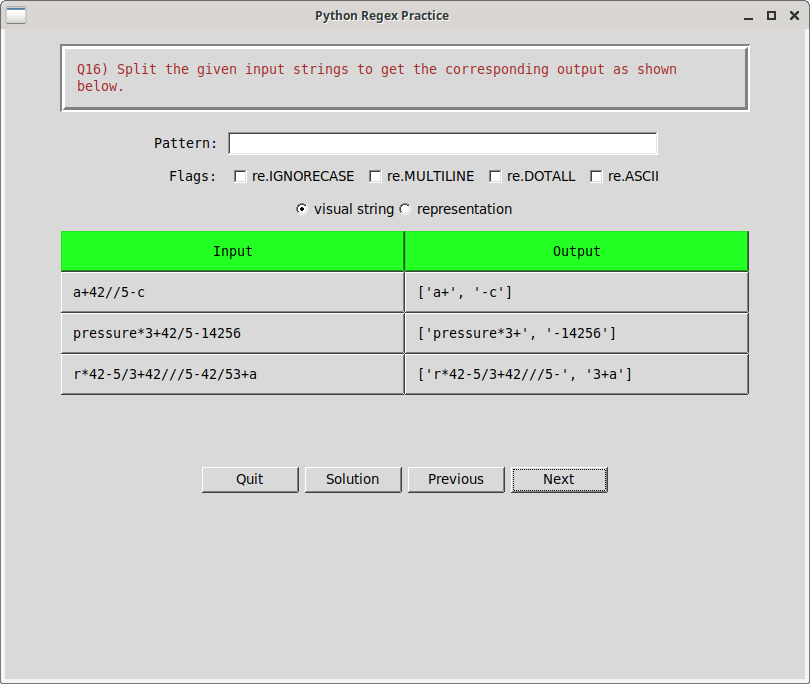 Python Regex Practice
Q16) Split the given input strings to get the corresponding output as shown
below.
Pattern:
Flags: re.IGNORECASE re.MULTILINE re.DOTALL re.ASCII
visual string representation
Input Output
a+42//5-c ['a+', '-c']
pressure*3+42/5-14256 ['pressure*3+', '-14256']
r*42-5/3+42///5-42/53+a ['r*42-5/3+42///5-', '3+a']
Quit Solution Previous Next